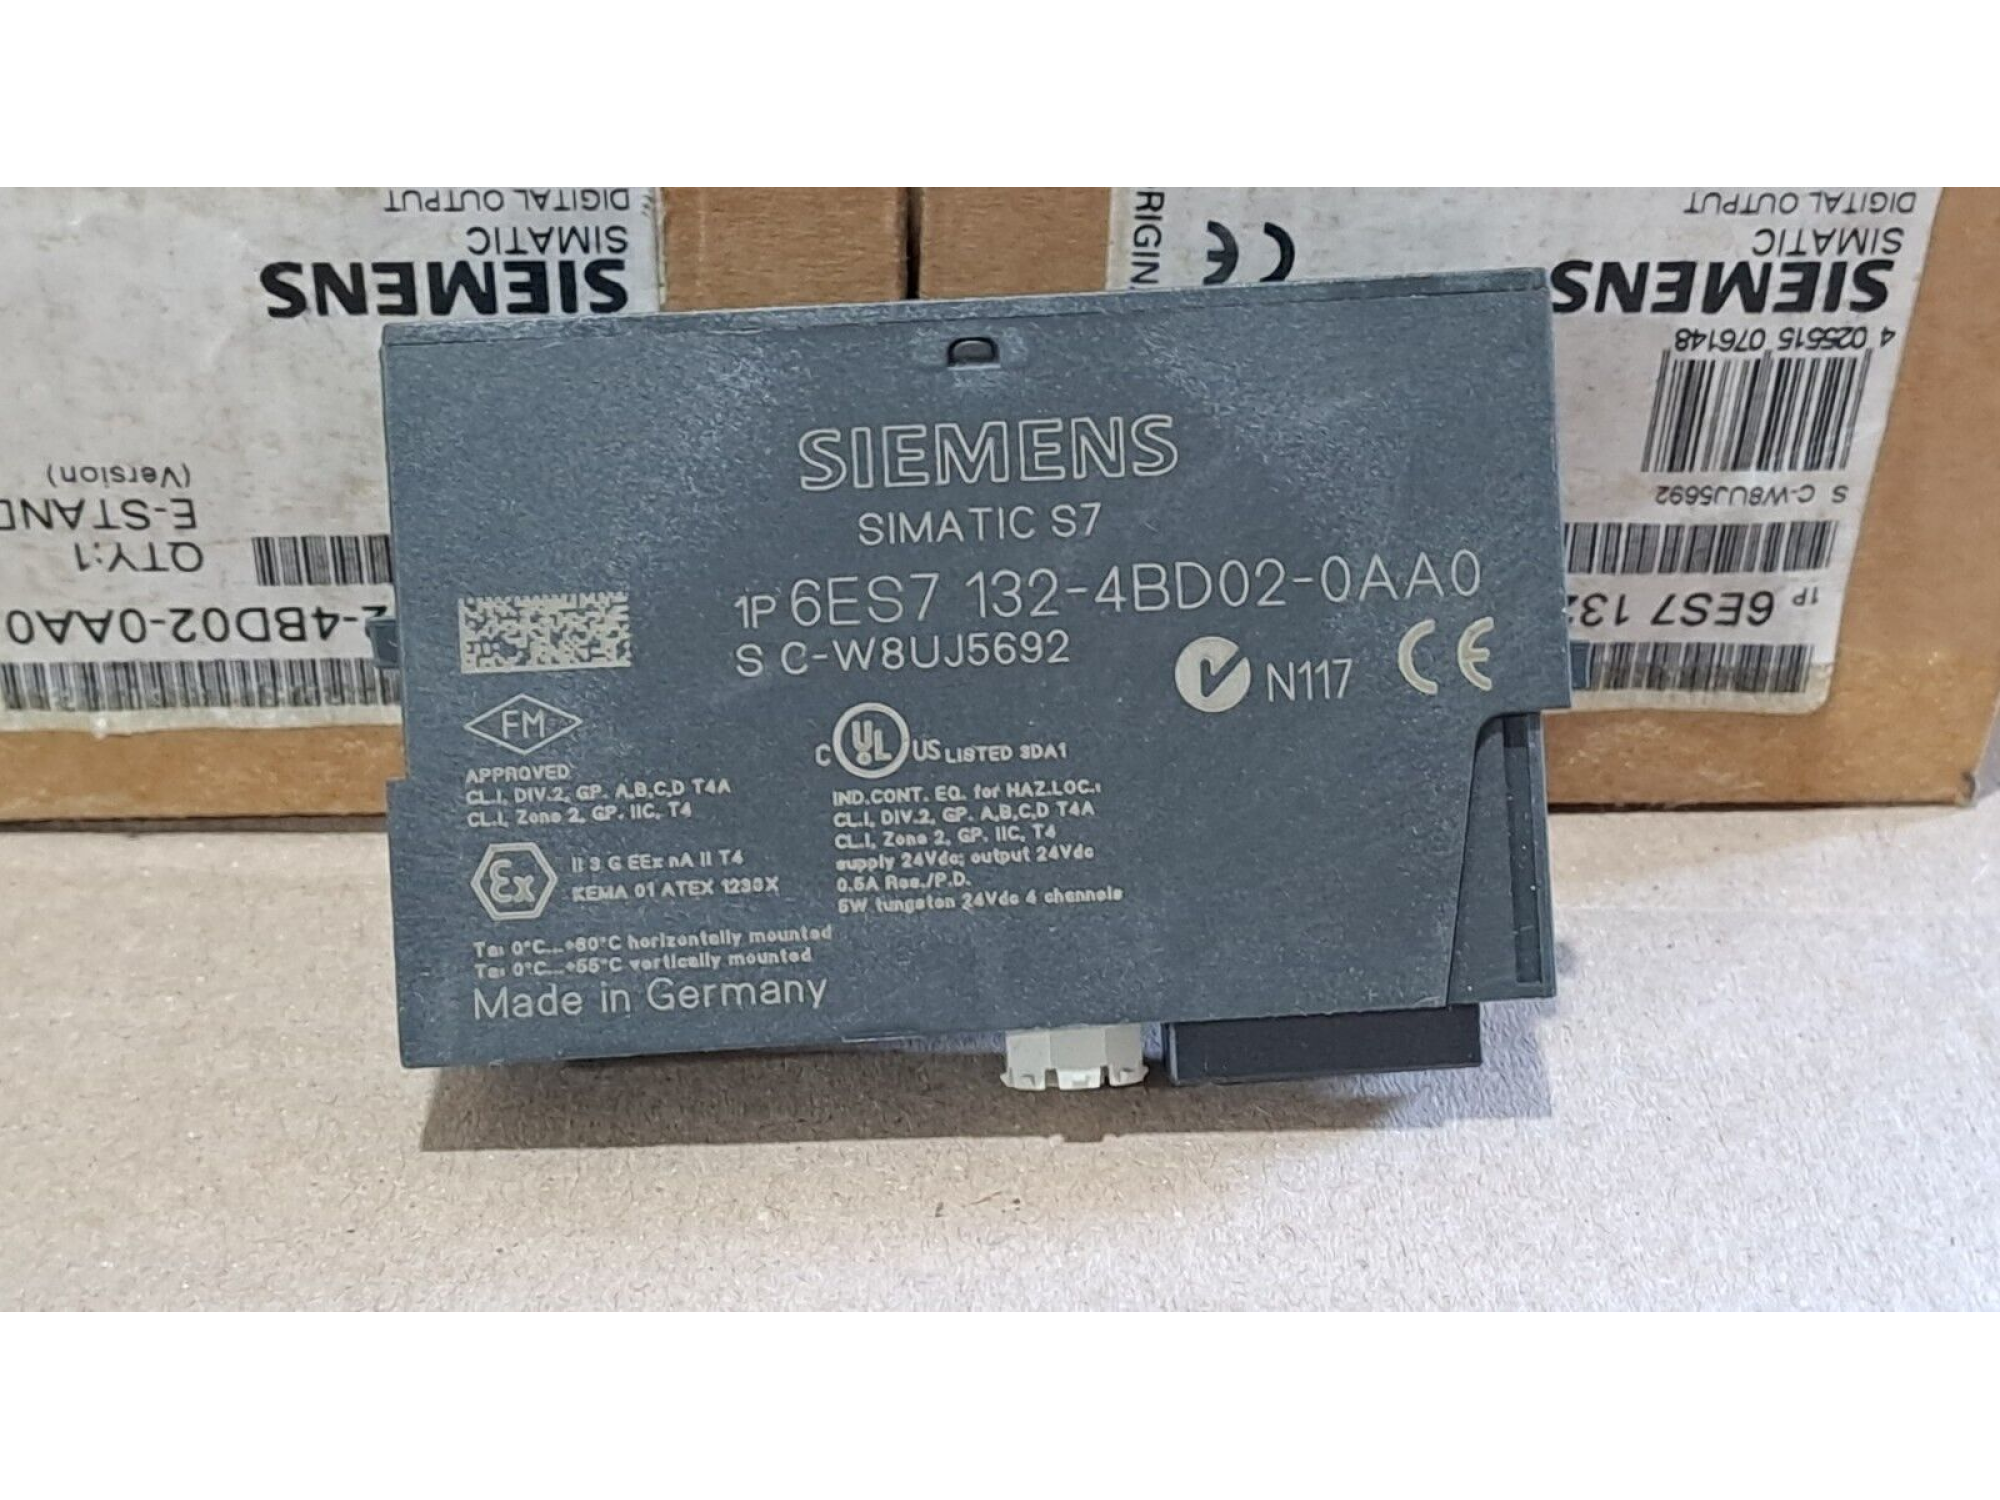 DIGITAL OUTPUT
SIMATIC
SIEMENS
(Version)
E-STAND
QTY:1
2-4BD02-0AA0
RIGIN
CE
DIGITAL OUTPUT
SIMATIC
SIEMENS
4 025515 076148
S C-W8UJ5692
1P 6ES7 132
SIEMENS
SIMATIC S7
1P 6ES7 132-4BD02-0AA0
S C-W8UJ5692
N117 CE
FM
APPROVED
CL.I, DIV.2, GP. A,B,C,D T4A
CL.I, Zone 2, GP. IIC, T4
Ex
II 3 G EEx nA II T4
KEMA 01 ATEX 1238X
C UL US LISTED 3DA1
IND.CONT. EQ. for HAZ.LOC.:
CL.I, DIV.2, GP. A,B,C,D T4A
CL.I, Zone 2, GP. IIC, T4
supply 24Vdc; output 24Vdc
0.5A Res./P.D.
5W tungsten 24Vdc 4 channels
Ta: 0°C...+60°C horizontally mounted
Ta: 0°C...+55°C vertically mounted
Made in Germany